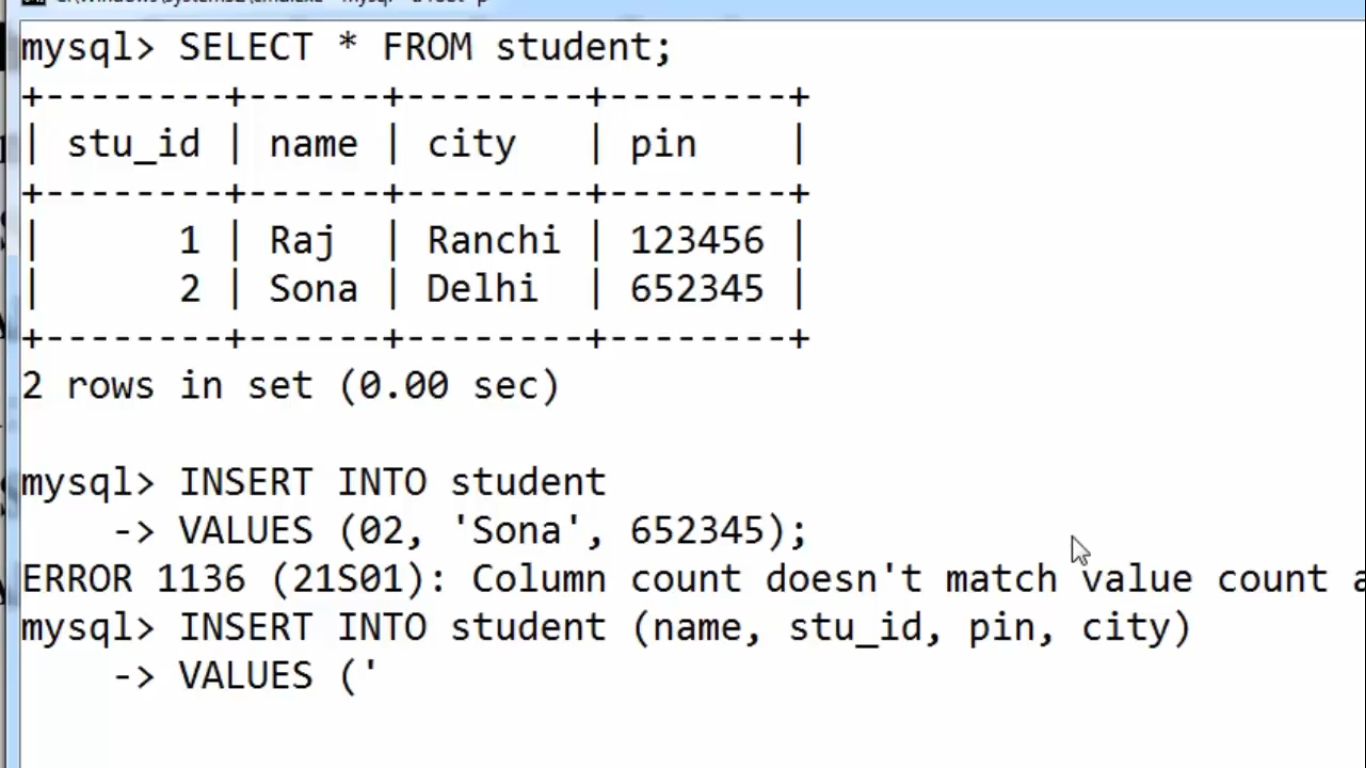 mysql> SELECT * FROM student;
+--------+------+--------+--------+
| stu_id | name | city   | pin    |
+--------+------+--------+--------+
|      1 | Raj  | Ranchi | 123456 |
|      2 | Sona | Delhi  | 652345 |
+--------+------+--------+--------+
2 rows in set (0.00 sec)
mysql> INSERT INTO student
    -> VALUES (02, 'Sona', 652345);
ERROR 1136 (21S01): Column count doesn't match value count a
mysql> INSERT INTO student (name, stu_id, pin, city)
    -> VALUES ('